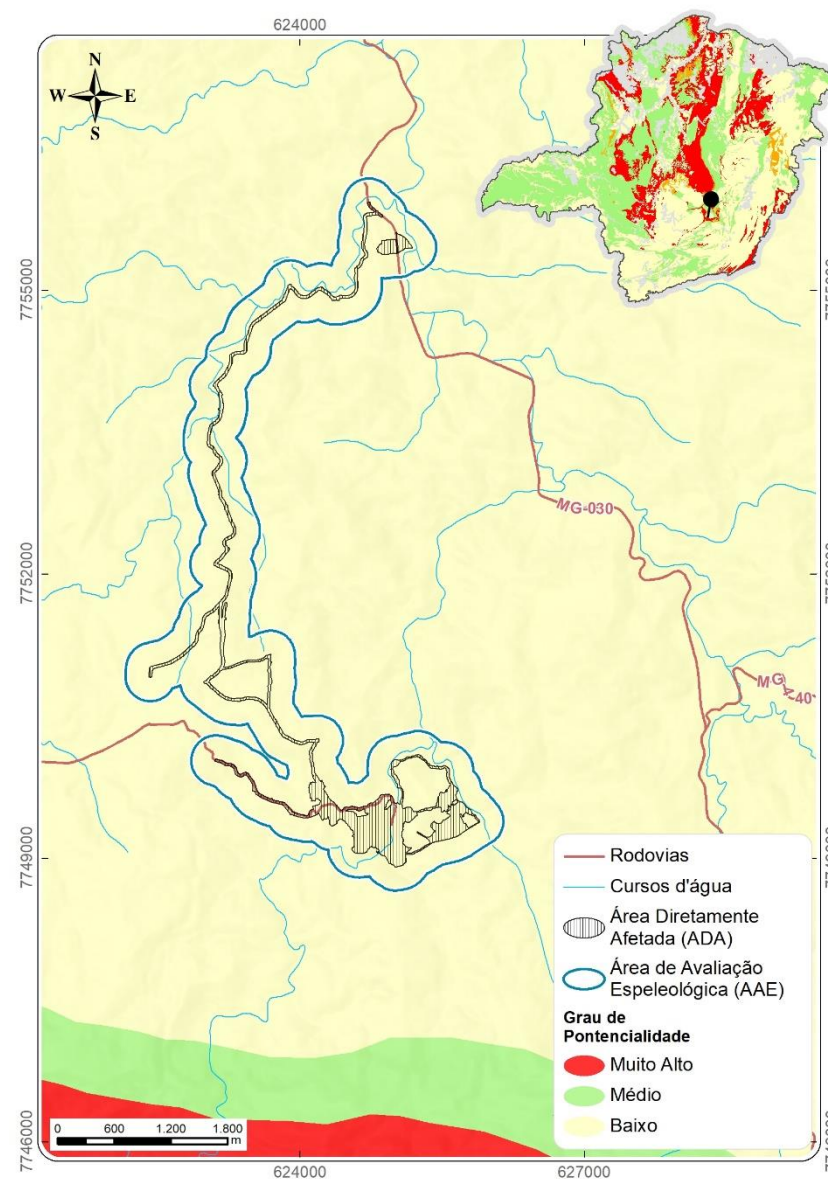 624000
N
W E
S
7755000
7752000
MG-030
7749000
Rodovias
Cursos d'água
Área Diretamente
Afetada (ADA)
Área de Avaliação
Espeleológica (AAE)
Grau de
Pontencialidade
Muito Alto
Médio
Baixo
0 600 1.200 1.800
m
7746000
624000 627000